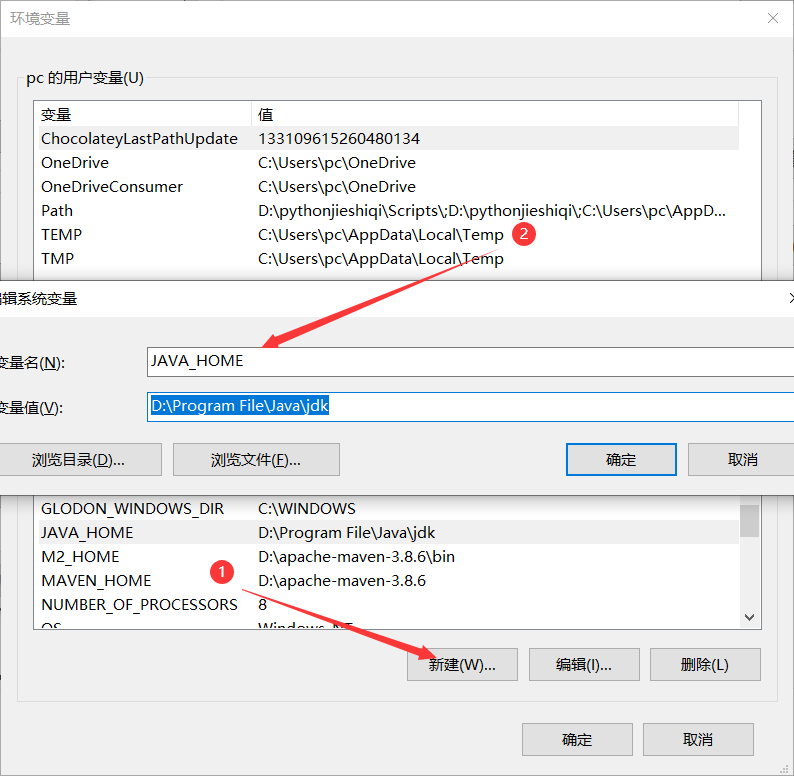 环境变量
pc 的用户变量(U)
变量 值
ChocolateyLastPathUpdate 133109615260480134
OneDrive C:\Users\pc\OneDrive
OneDriveConsumer C:\Users\pc\OneDrive
Path D:\pythonjieshiqi\Scripts\;D:\pythonjieshiqi\;C:\Users\pc\AppD...
TEMP C:\Users\pc\AppData\Local\Temp 2
TMP C:\Users\pc\AppData\Local\Temp
编辑系统变量
变量名(N): JAVA_HOME
变量值(V): D:\Program File\Java\jdk
浏览目录(D)... 浏览文件(F)... 确定 取消
GLODON_WINDOWS_DIR C:\WINDOWS
JAVA_HOME D:\Program File\Java\jdk
M2_HOME D:\apache-maven-3.8.6\bin
MAVEN_HOME D:\apache-maven-3.8.6
1
NUMBER_OF_PROCESSORS 8
OS Windows_NT
新建(W)... 编辑(I)... 删除(L)
确定 取消